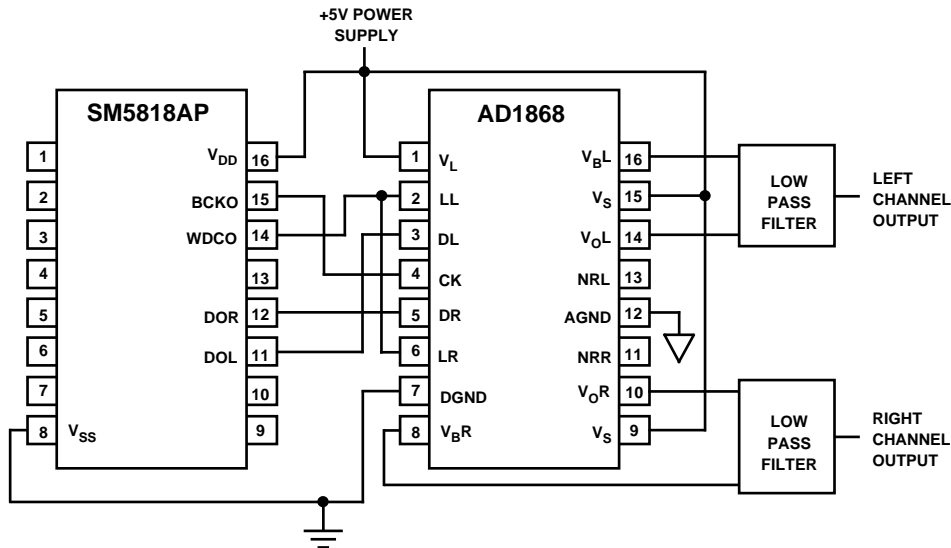 +5V POWER
SUPPLY
SM5818AP
1
2
3
4
5
6
7
8
VSS
VDD
16
BCKO
15
WDCO
14
13
DOR
12
DOL
11
10
9
AD1868
1
VL
2
LL
3
DL
4
CK
5
DR
6
LR
7
DGND
8
VBR
VBL
16
VS
15
VOL
14
NRL
13
AGND
12
NRR
11
VOR
10
VS
9
LOW
PASS
FILTER
LEFT
CHANNEL
OUTPUT
LOW
PASS
FILTER
RIGHT
CHANNEL
OUTPUT